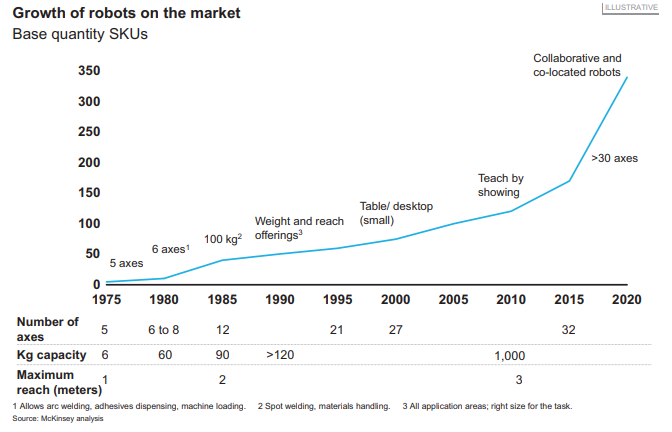 Growth of robots on the market
ILLUSTRATIVE
Base quantity SKUs
Collaborative and
co-located robots
350
300
250
200
150
100
50
0
>30 axes
Teach by
showing
Table/ desktop
(small)
Weight and reach
offerings³
100 kg²
6 axes¹
5 axes
1975 1980 1985 1990 1995 2000 2005 2010 2015 2020
Number of
axes 5 6 to 8 12 21 27 32
Kg capacity 6 60 90 >120 1,000
Maximum
reach (meters) 1 2 3
1 Allows arc welding, adhesives dispensing, machine loading. 2 Spot welding, materials handling. 3 All application areas; right size for the task.
Source: McKinsey analysis